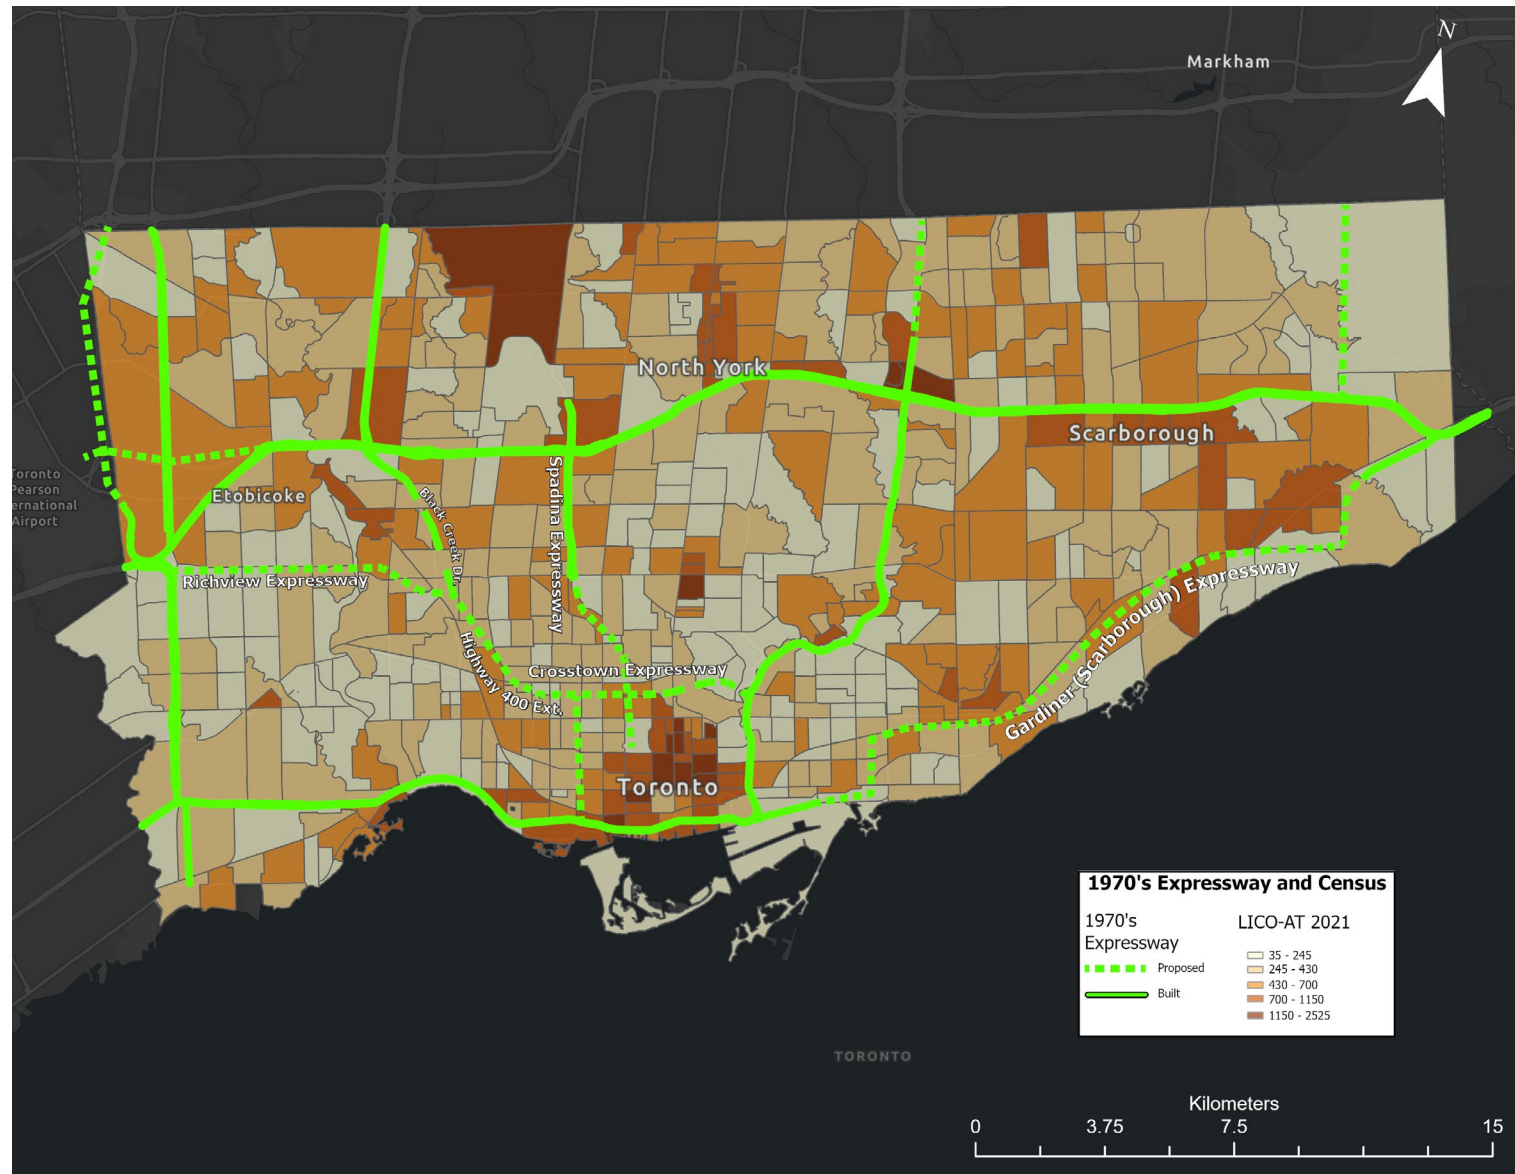 N
Markham
North York
Scarborough
Toronto
Pearson
ernational
Airport
Etobicoke
Black Creek Dr.
Spadina Expressway
Richview Expressway
Gardiner (Scarborough) Expressway
Highway 400 Ext.
Crosstown Expressway
Toronto
1970's Expressway and Census
1970's
Expressway
Proposed
Built
LICO-AT 2021
35 - 245
245 - 430
430 - 700
700 - 1150
1150 - 2525
TORONTO
Kilometers
0 3.75 7.5 15